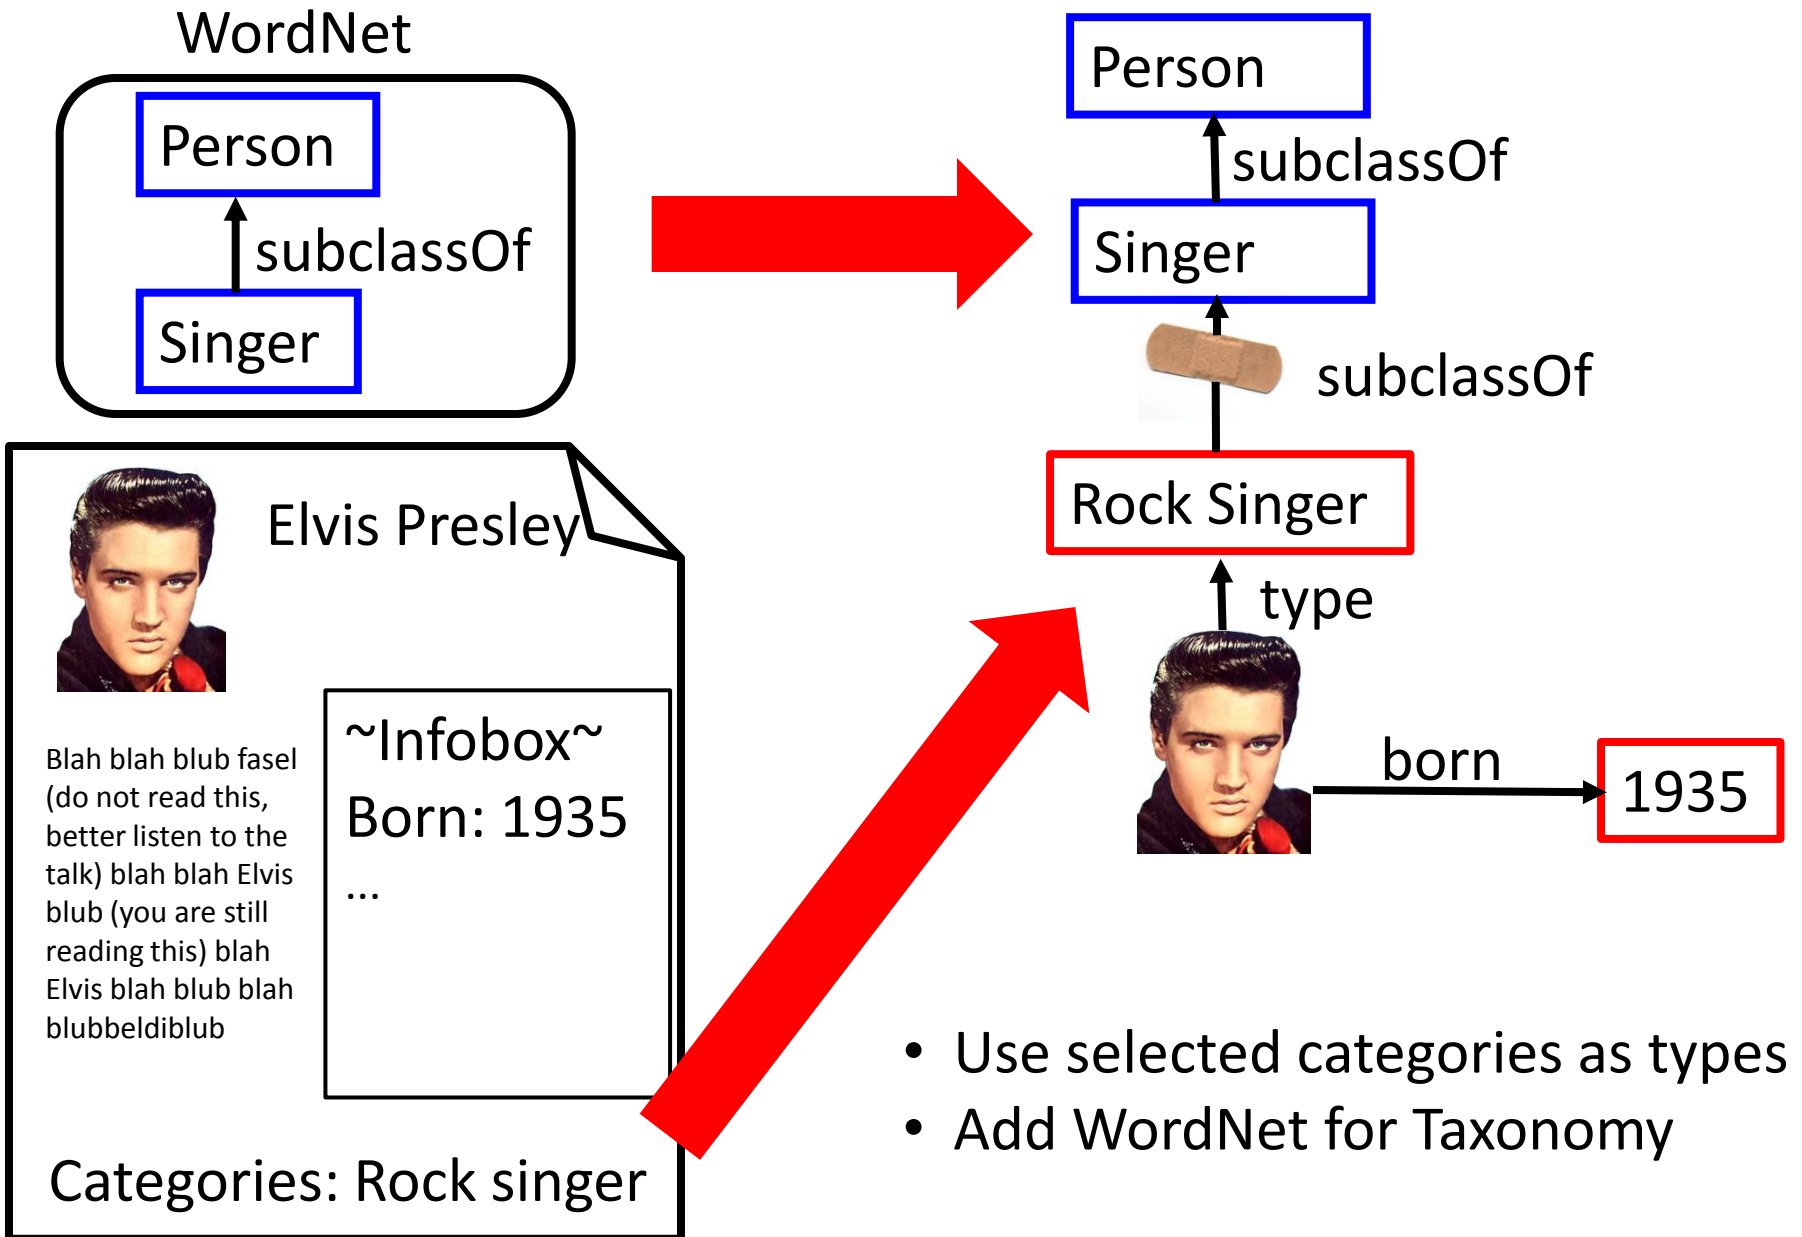 WordNet
Person
subclassOf
Singer
Elvis Presley
Blah blah blub fasel
(do not read this,
better listen to the
talk) blah blah Elvis
blub (you are still
reading this) blah
Elvis blah blub blah
blubbeldiblub
~Infobox~
Born: 1935
...
Categories: Rock singer
Person
subclassOf
Singer
subclassOf
Rock Singer
type
born
1935
• Use selected categories as types
• Add WordNet for Taxonomy